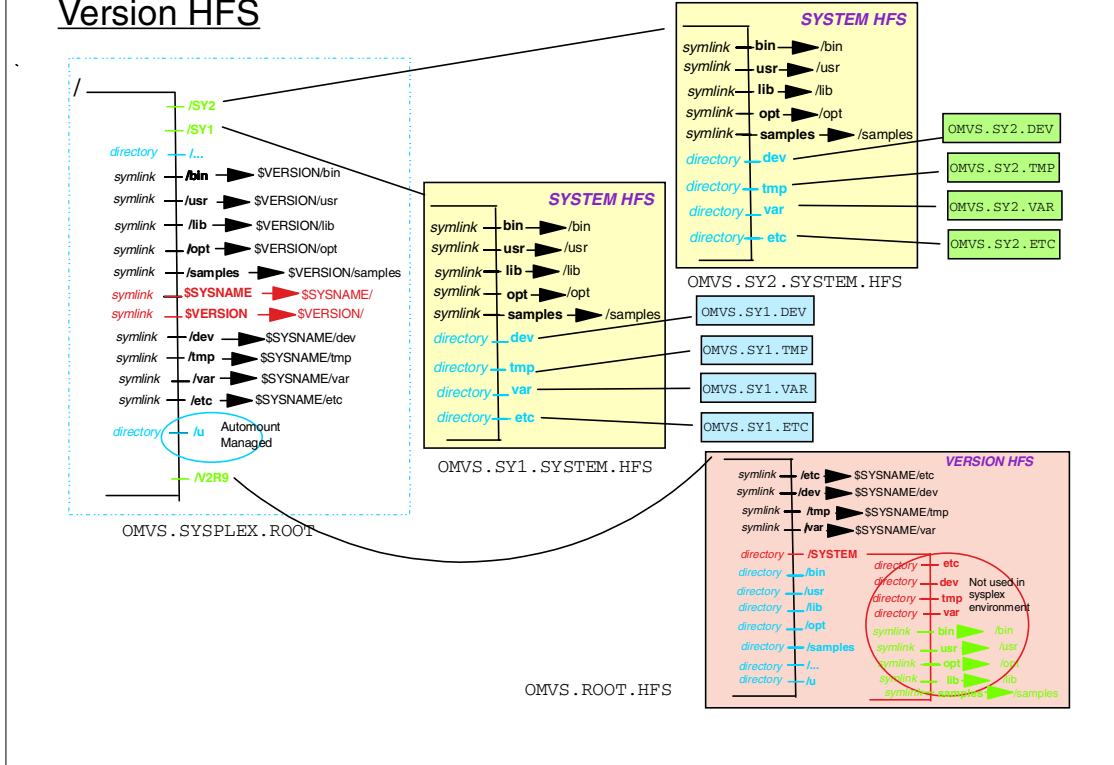 Version HFS
`
/
/SY2
/SY1
directory /...
symlink /bin $VERSION/bin
symlink /usr $VERSION/usr
symlink /lib $VERSION/lib
symlink /opt $VERSION/opt
symlink /samples $VERSION/samples
symlink $SYSNAME $SYSNAME/
symlink $VERSION $VERSION/
symlink /dev $SYSNAME/dev
symlink /tmp $SYSNAME/tmp
symlink /var $SYSNAME/var
symlink /etc $SYSNAME/etc
directory /u Automount
Managed
/V2R9
OMVS.SYSPLEX.ROOT
SYSTEM HFS
symlink bin /bin
symlink usr /usr
symlink lib /lib
symlink opt /opt
symlink samples /samples
directory dev
directory tmp
directory var
directory etc
OMVS.SY1.SYSTEM.HFS
OMVS.SY1.DEV
OMVS.SY1.TMP
OMVS.SY1.VAR
OMVS.SY1.ETC
SYSTEM HFS
symlink bin /bin
symlink usr /usr
symlink lib /lib
symlink opt /opt
symlink samples /samples
directory dev
directory tmp
directory var
directory etc
OMVS.SY2.SYSTEM.HFS
OMVS.SY2.DEV
OMVS.SY2.TMP
OMVS.SY2.VAR
OMVS.SY2.ETC
VERSION HFS
symlink /etc $SYSNAME/etc
symlink /dev $SYSNAME/dev
symlink /tmp $SYSNAME/tmp
symlink /var $SYSNAME/var
directory /SYSTEM
directory /bin
directory /usr
directory /lib
directory /opt
directory /samples
directory /...
directory /u
directory etc
directory dev
directory tmp
directory var
Not used in
sysplex
environment
symlink bin /bin
symlink usr /usr
symlink opt /opt
symlink lib /lib
symlink samples /samples
OMVS.ROOT.HFS